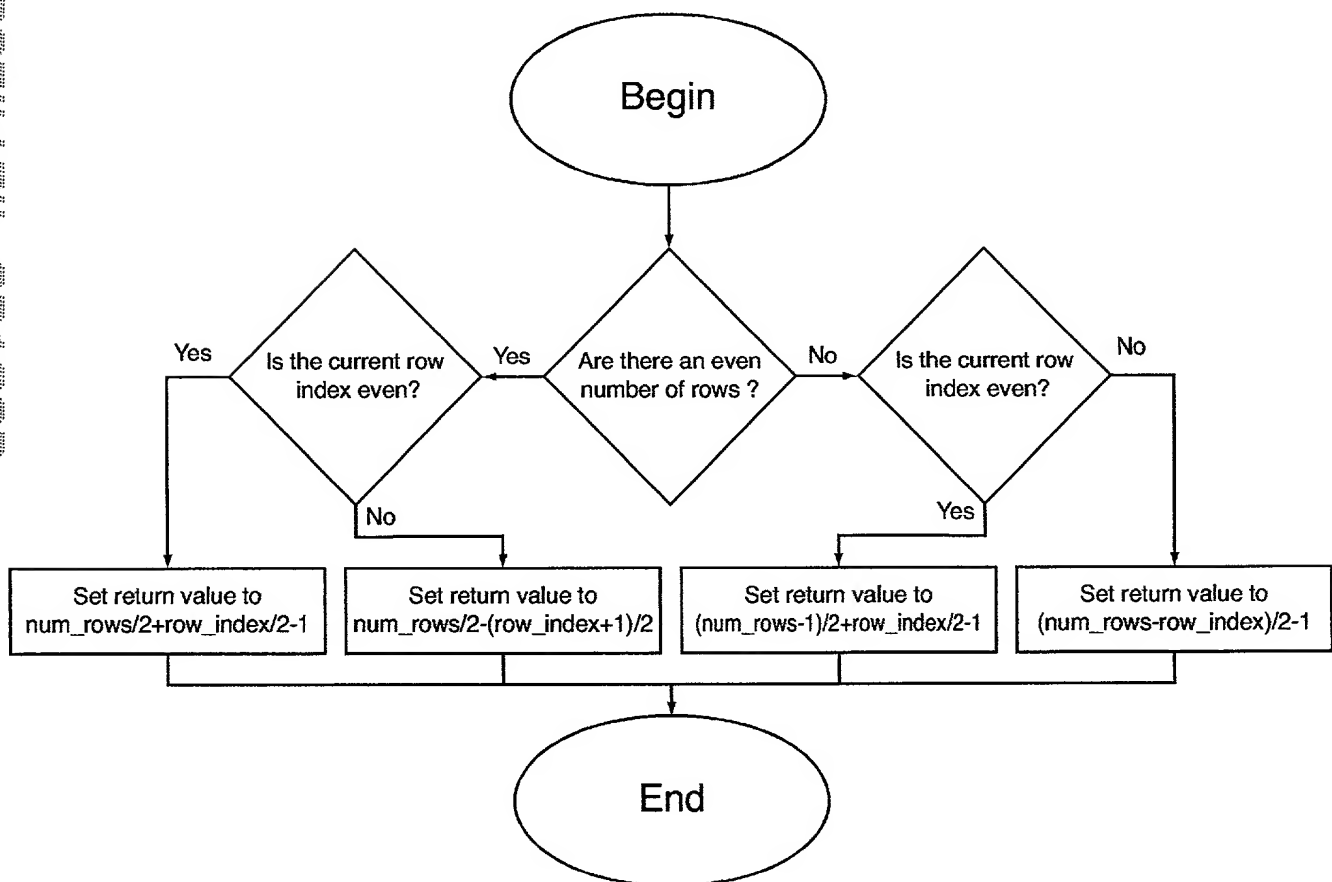 Begin
Yes
Is the current row
index even?
Yes
Are there an even
number of rows ?
No
Is the current row
index even?
No
No
Yes
Set return value to
num_rows/2+row_index/2-1
Set return value to
num_rows/2-(row_index+1)/2
Set return value to
(num_rows-1)/2+row_index/2-1
Set return value to
(num_rows-row_index)/2-1
End